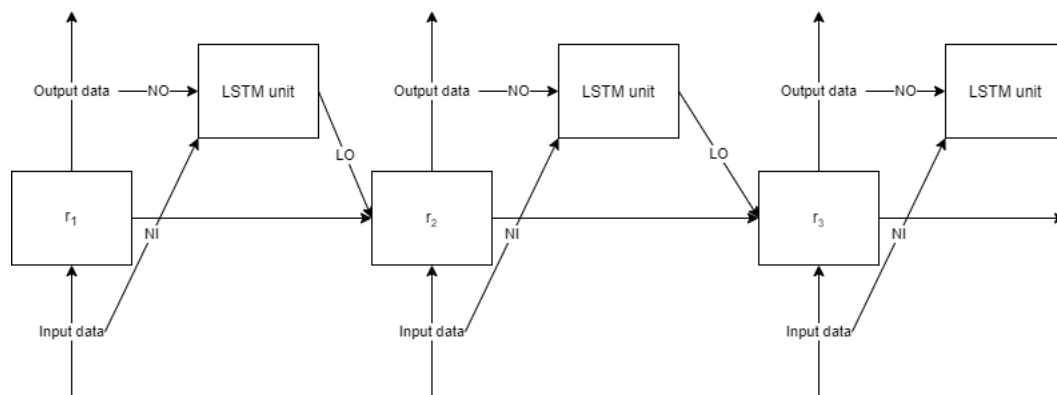 Output data
NO
LSTM unit
Output data
NO
LSTM unit
Output data
NO
LSTM unit
LO
LO
r₁
r₂
r₃
NI
NI
NI
Input data
Input data
Input data